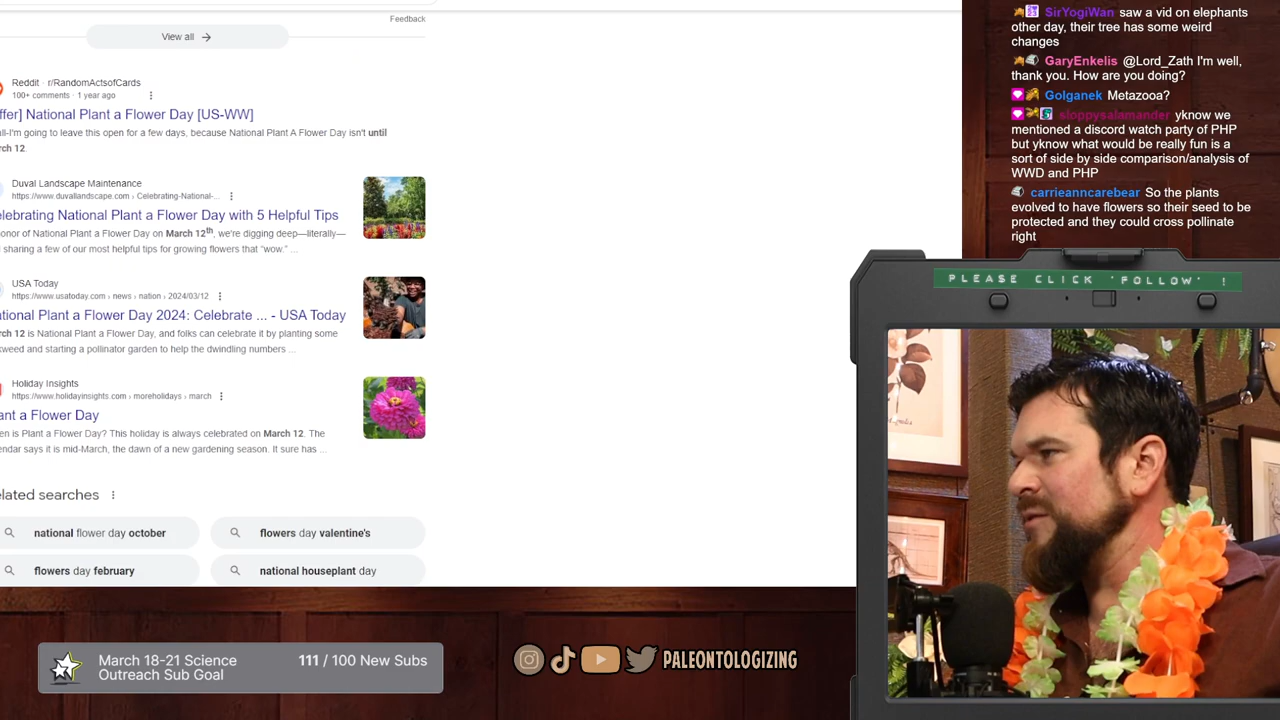 Feedback
View all
Reddit · r/RandomActsofCards
100+ comments · 1 year ago
ffer] National Plant a Flower Day [US-WW]
all-I'm going to leave this open for a few days, because National Plant A Flower Day isn't until
rch 12.
Duval Landscape Maintenance
https://www.duvallandscape.com › Celebrating-National-...
elebrating National Plant a Flower Day with 5 Helpful Tips
onor of National Plant a Flower Day on March 12th, we're digging deep—literally—
sharing a few of our most helpful tips for growing flowers that “wow.” ...
USA Today
https://www.usatoday.com › news › nation › 2024/03/12
ational Plant a Flower Day 2024: Celebrate ... - USA Today
rch 12 is National Plant a Flower Day, and folks can celebrate it by planting some
kweed and starting a pollinator garden to help the dwindling numbers ...
Holiday Insights
https://www.holidayinsights.com › moreholidays › march
ant a Flower Day
en is Plant a Flower Day? This holiday is always celebrated on March 12. The
endar says it is mid-March, the dawn of a new gardening season. It sure has ...
elated searches
national flower day october
flowers day valentine's
flowers day february
national houseplant day
SirYogiWan saw a vid on elephants
other day, their tree has some weird
changes
GaryEnkelis @Lord_Zath I'm well,
thank you. How are you doing?
Golganek Metazooa?
sloppysalamander yknow we
mentioned a discord watch party of PHP
but yknow what would be really fun is a
sort of side by side comparison/analysis of
WWD and PHP
carrieanncarebear So the plants
evolved to have flowers so their seed to be
protected and they could cross pollinate
right
PLEASE CLICK 'FOLLOW' !
March 18-21 Science
Outreach Sub Goal
111 / 100 New Subs
PALEONTOLOGIZING